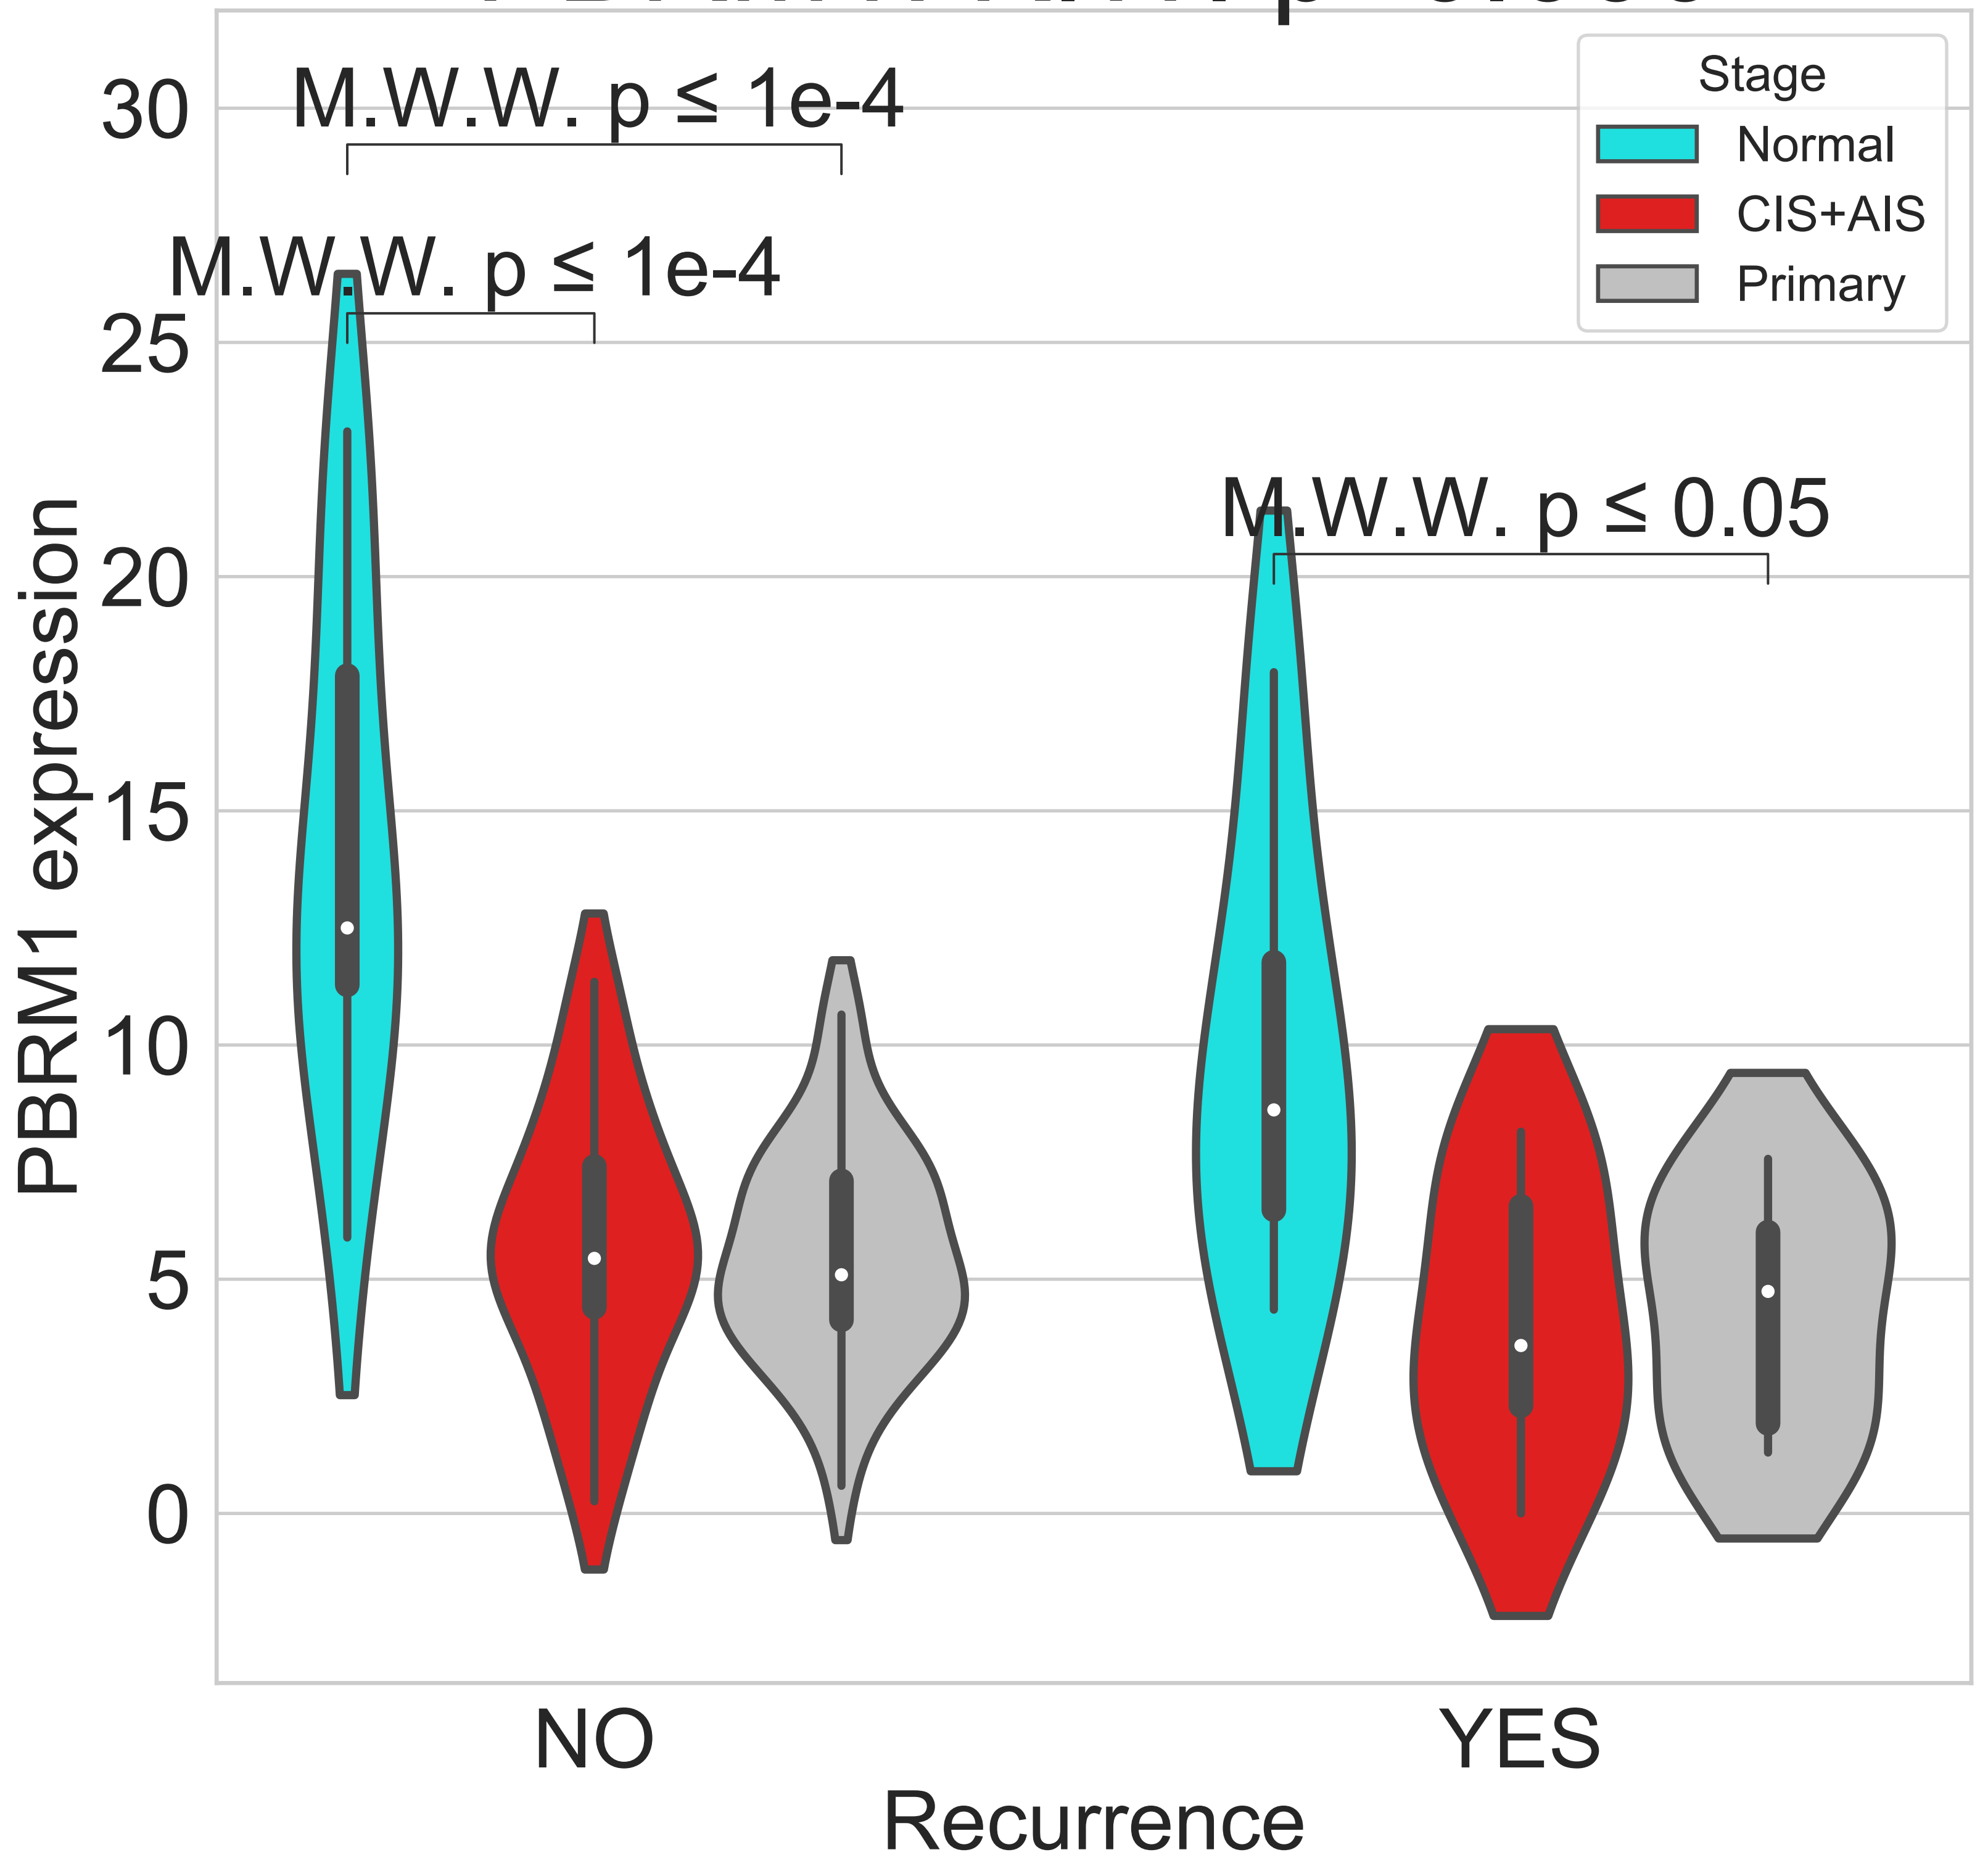 M.W.W. p ≤ 1e-4
M.W.W. p ≤ 1e-4
M.W.W. p ≤ 0.05
Stage
Normal
CIS+AIS
Primary
PBRM1 expression
30
25
20
15
10
5
0
NO
YES
Recurrence